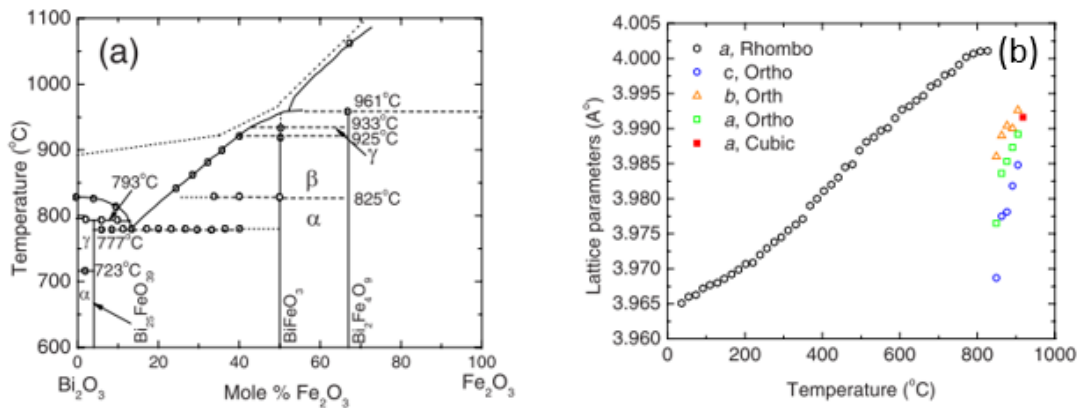 (a)
1100
1000
900
800
700
600
Temperature (°C)
961°C
933°C
925°C
γ
β
825°C
α
793°C
γ
777°C
723°C
α
Bi₂₅FeO₃₉
BiFeO₃
Bi₂Fe₄O₉
0 20 40 60 80 100
Bi₂O₃ Mole % Fe₂O₃ Fe₂O₃
(b)
4.000
3.995
3.993
3.985
3.980
3.975
3.970
3.965
3.960
Lattice parameters (A°)
a, Rhombo
c, Ortho
b, Orth
a, Ortho
a, Cubic
0 200 400 600 800 1000
Temperature (°C)